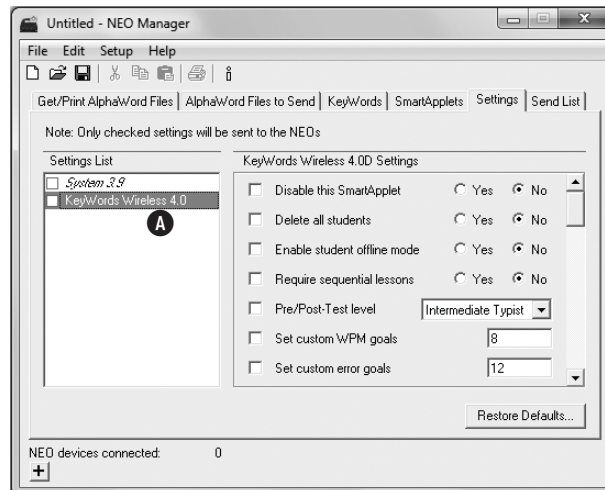 Untitled - NEO Manager
File Edit Setup Help
Get/Print AlphaWord Files AlphaWord Files to Send KeyWords SmartApplets Settings Send List
Note: Only checked settings will be sent to the NEOs
Settings List
System 3.9
KeyWords Wireless 4.0
A
KeyWords Wireless 4.0D Settings
Disable this SmartApplet Yes No
Delete all students Yes No
Enable student offline mode Yes No
Require sequential lessons Yes No
Pre/Post-Test level Intermediate Typist
Set custom WPM goals 8
Set custom error goals 12
Restore Defaults...
NEO devices connected: 0